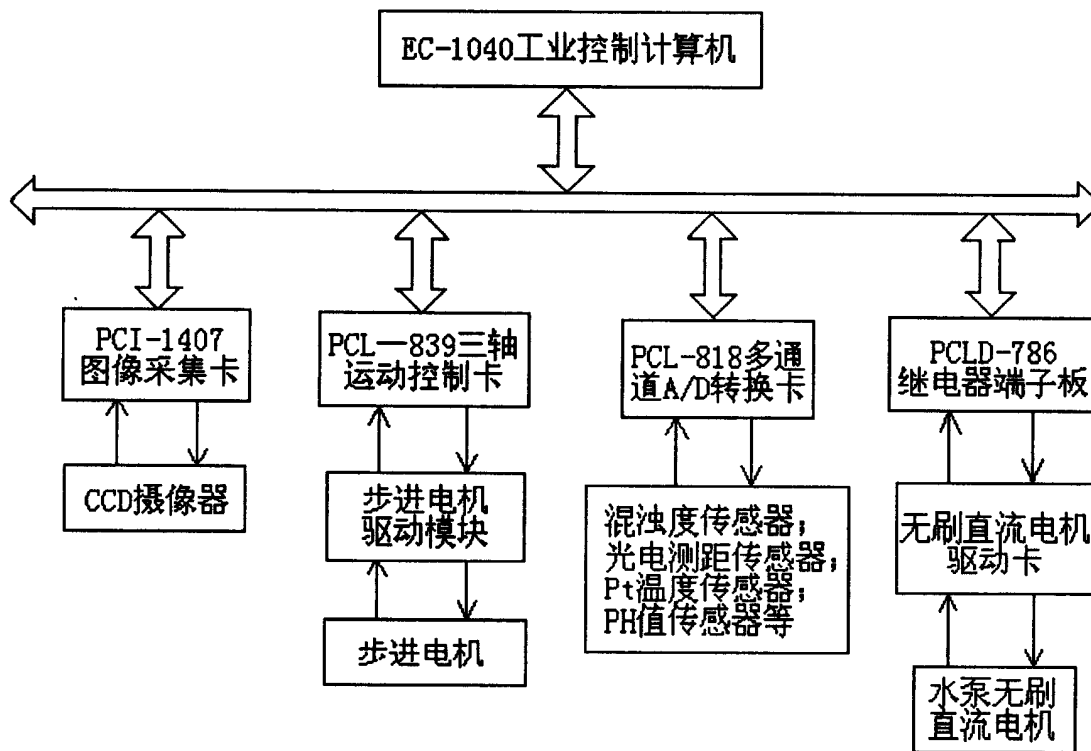 EC-1040工业控制计算机
PCI-1407
图像采集卡
PCL—839三轴
运动控制卡
PCL-818多通
道A/D转换卡
PCLD-786
继电器端子板
CCD摄像器
步进电机
驱动模块
混浊度传感器;
光电测距传感器;
Pt温度传感器;
PH值传感器等
无刷直流电机
驱动卡
步进电机
水泵无刷
直流电机